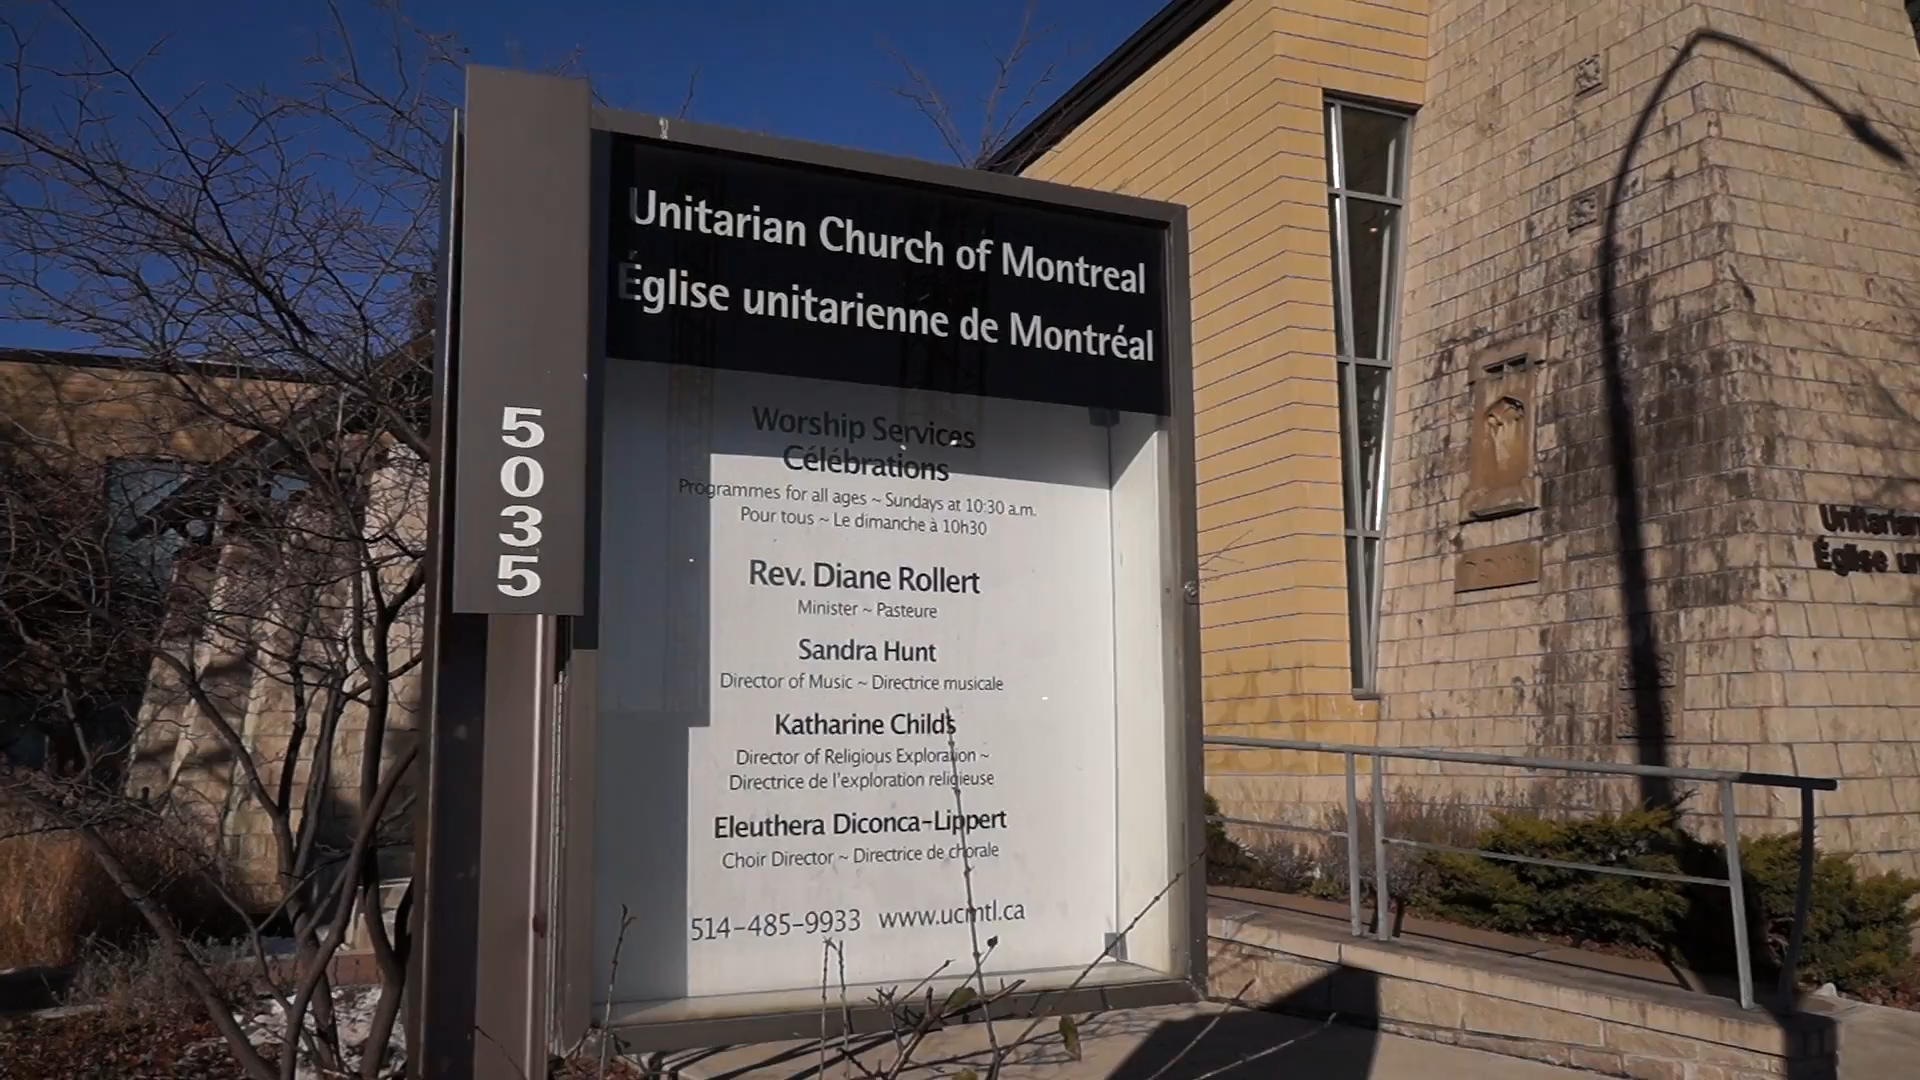 5035
Unitarian Church of Montreal
Église unitarienne de Montréal
Worship Services
Célébrations
Programmes for all ages ~ Sundays at 10:30 a.m.
Pour tous ~ Le dimanche à 10h30
Rev. Diane Rollert
Minister ~ Pasteure
Sandra Hunt
Director of Music ~ Directrice musicale
Katharine Childs
Director of Religious Exploration ~
Directrice de l'exploration religieuse
Eleuthera Diconca-Lippert
Choir Director ~ Directrice de chorale
514-485-9933 www.ucmtl.ca
Unitarian
Église un